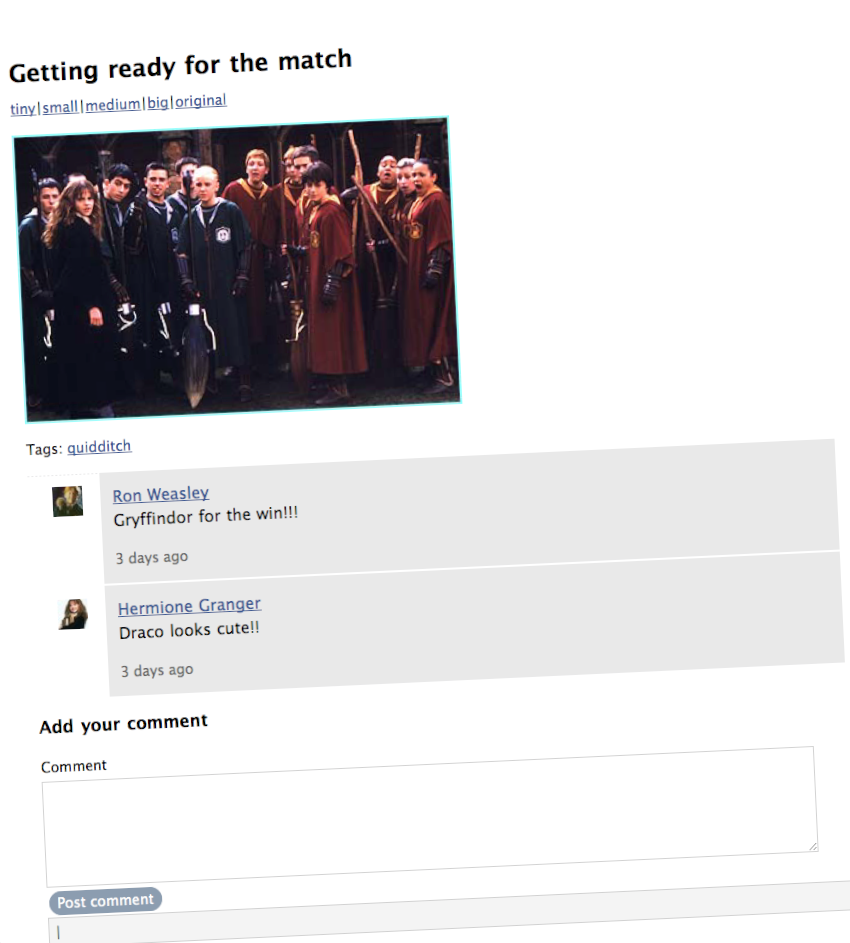 Getting ready for the match
tiny|small|medium|big|original
Tags: quidditch
Ron Weasley
Gryffindor for the win!!!
3 days ago
Hermione Granger
Draco looks cute!!
3 days ago
Add your comment
Comment
Post comment